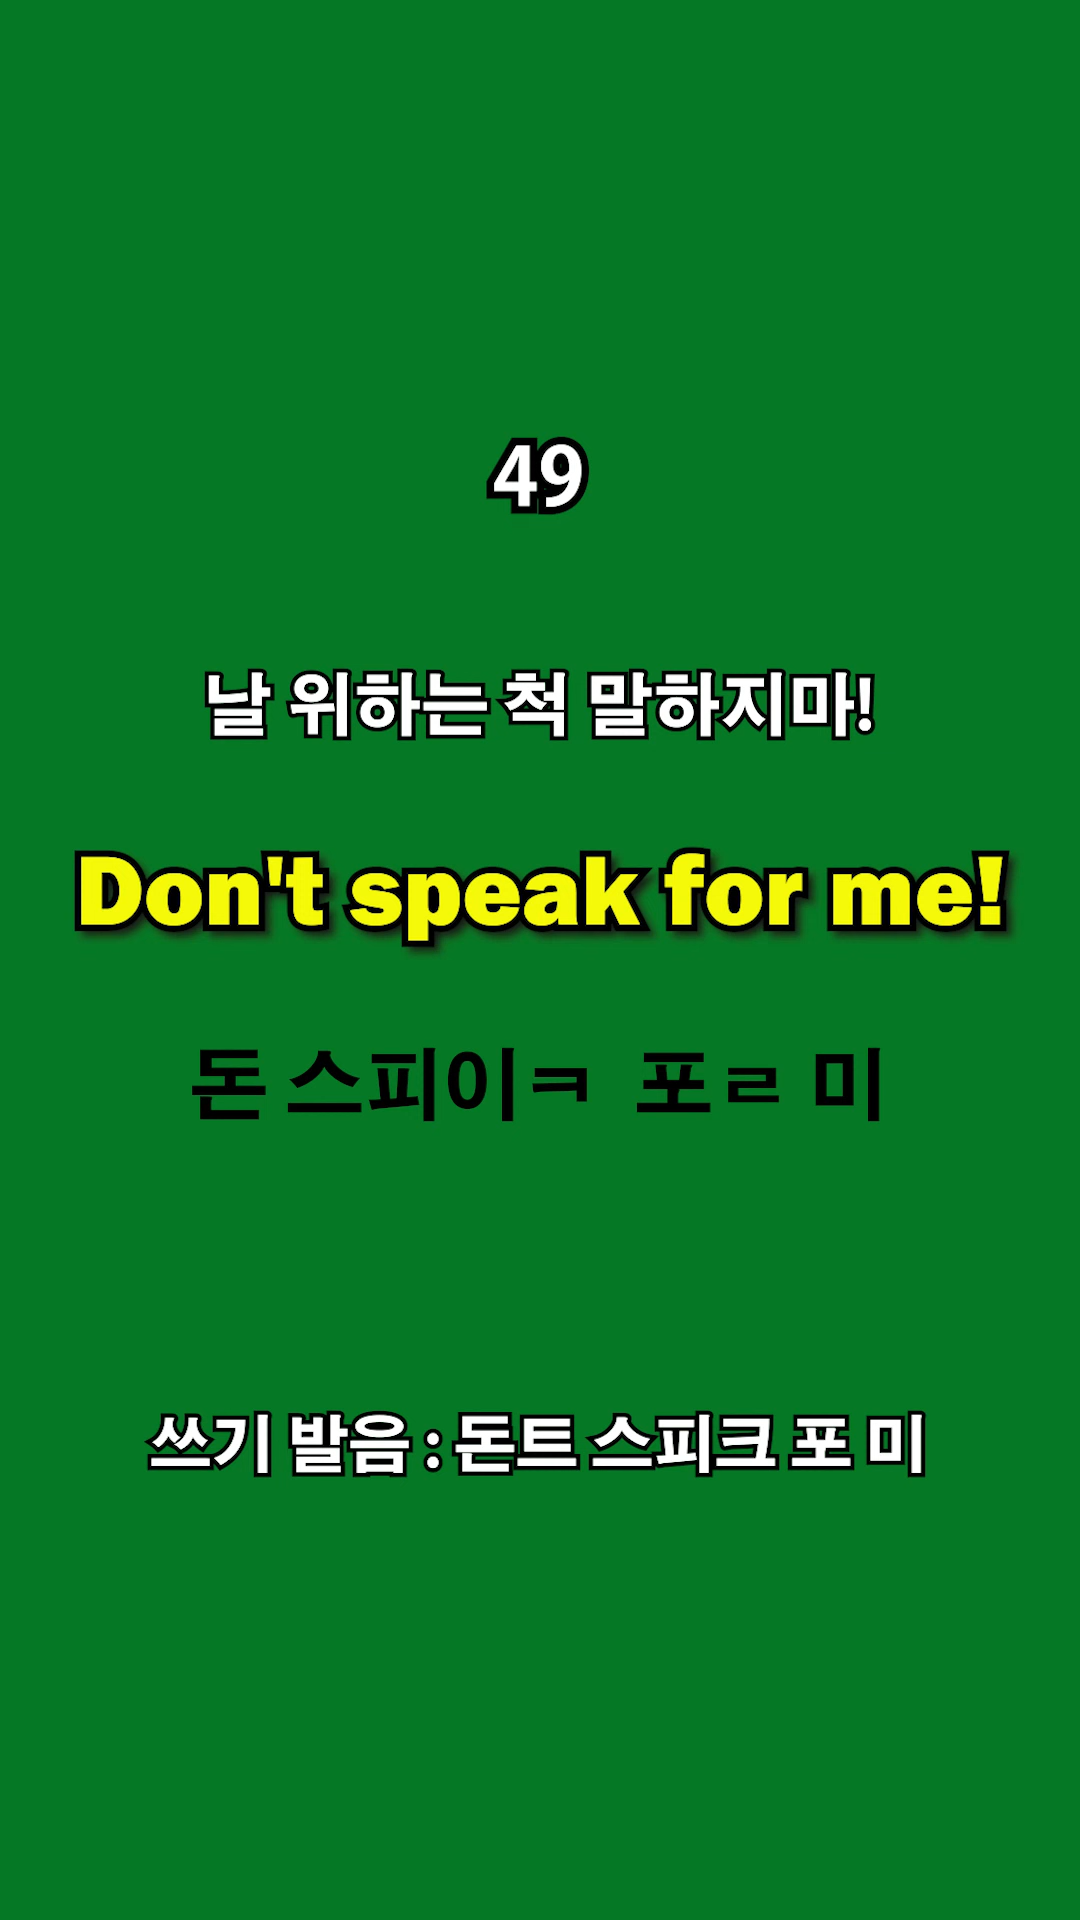 49
날 위하는 척 말하지마!
Don't speak for me!
돈 스피이ㅋ 포ㄹ 미
쓰기 발음 : 돈트 스피크 포 미